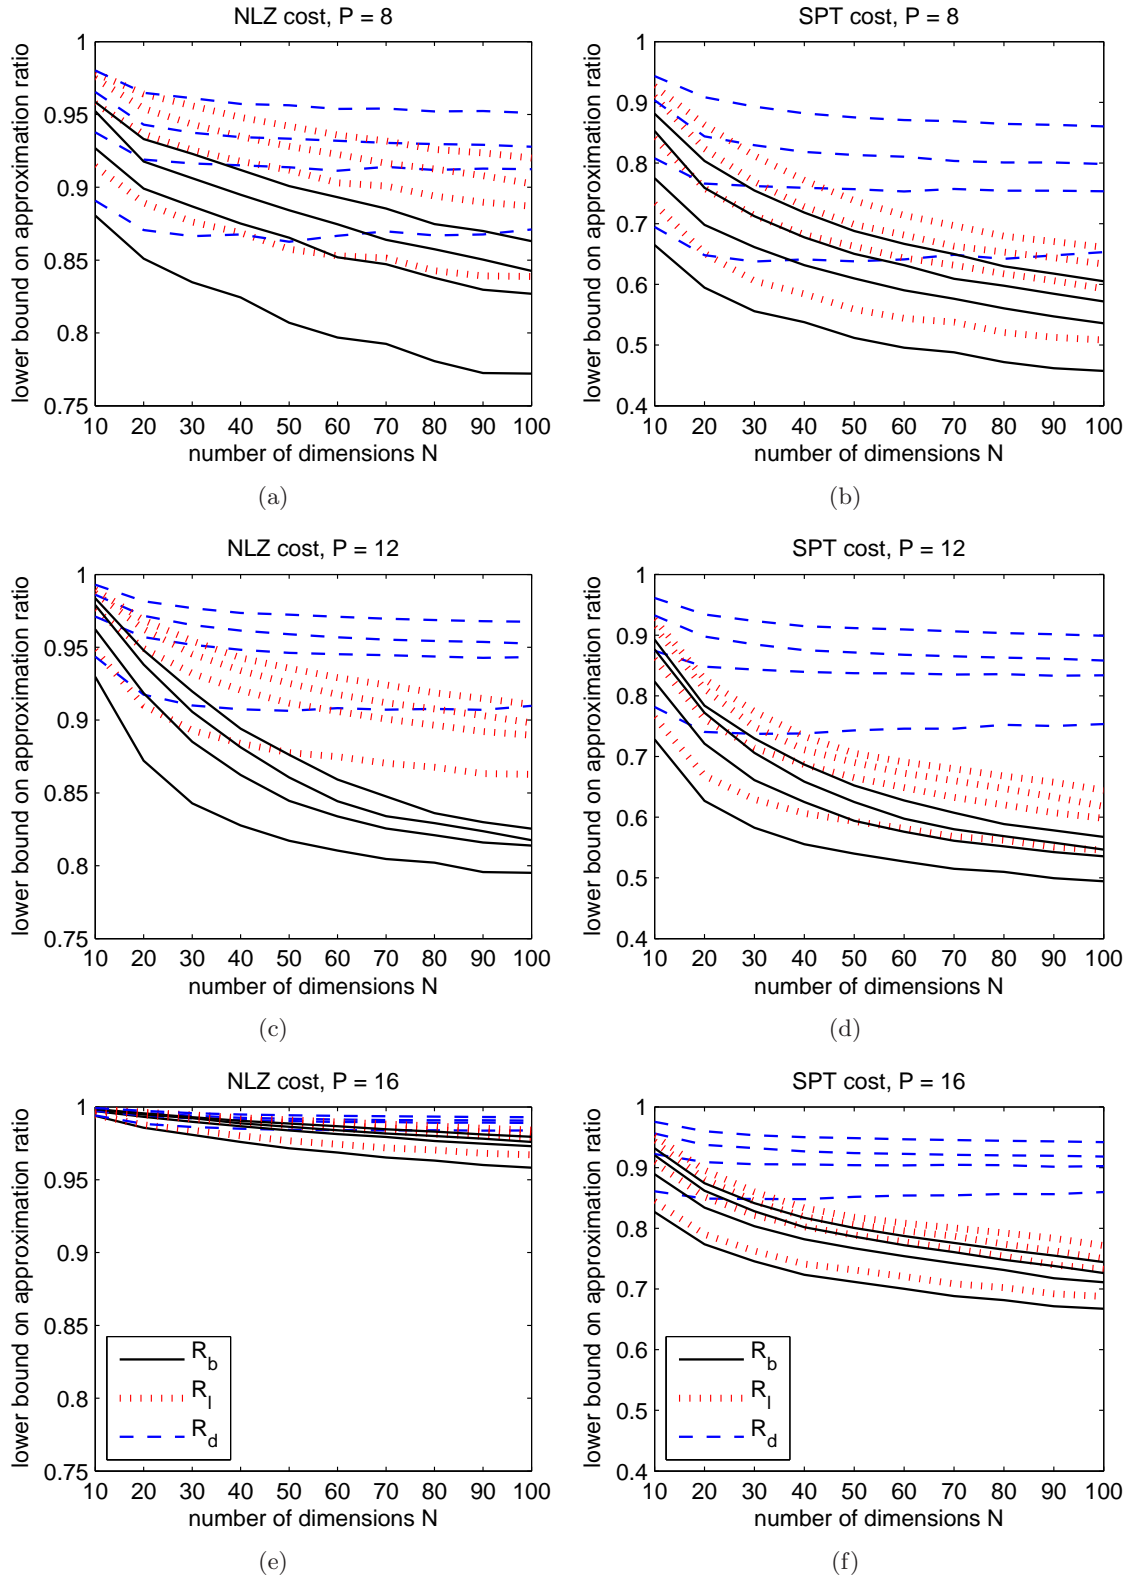 NLZ cost, P = 8
lower bound on approximation ratio
1
0.95
0.9
0.85
0.8
0.75
10 20 30 40 50 60 70 80 90 100
number of dimensions N
(a)
SPT cost, P = 8
lower bound on approximation ratio
1
0.9
0.8
0.7
0.6
0.5
0.4
10 20 30 40 50 60 70 80 90 100
number of dimensions N
(b)
NLZ cost, P = 12
lower bound on approximation ratio
1
0.95
0.9
0.85
0.8
0.75
10 20 30 40 50 60 70 80 90 100
number of dimensions N
(c)
SPT cost, P = 12
lower bound on approximation ratio
1
0.9
0.8
0.7
0.6
0.5
0.4
10 20 30 40 50 60 70 80 90 100
number of dimensions N
(d)
NLZ cost, P = 16
lower bound on approximation ratio
1
0.95
0.9
0.85
0.8
0.75
R_b
R_l
R_d
10 20 30 40 50 60 70 80 90 100
number of dimensions N
(e)
SPT cost, P = 16
lower bound on approximation ratio
1
0.9
0.8
0.7
0.6
0.5
0.4
R_b
R_l
R_d
10 20 30 40 50 60 70 80 90 100
number of dimensions N
(f)